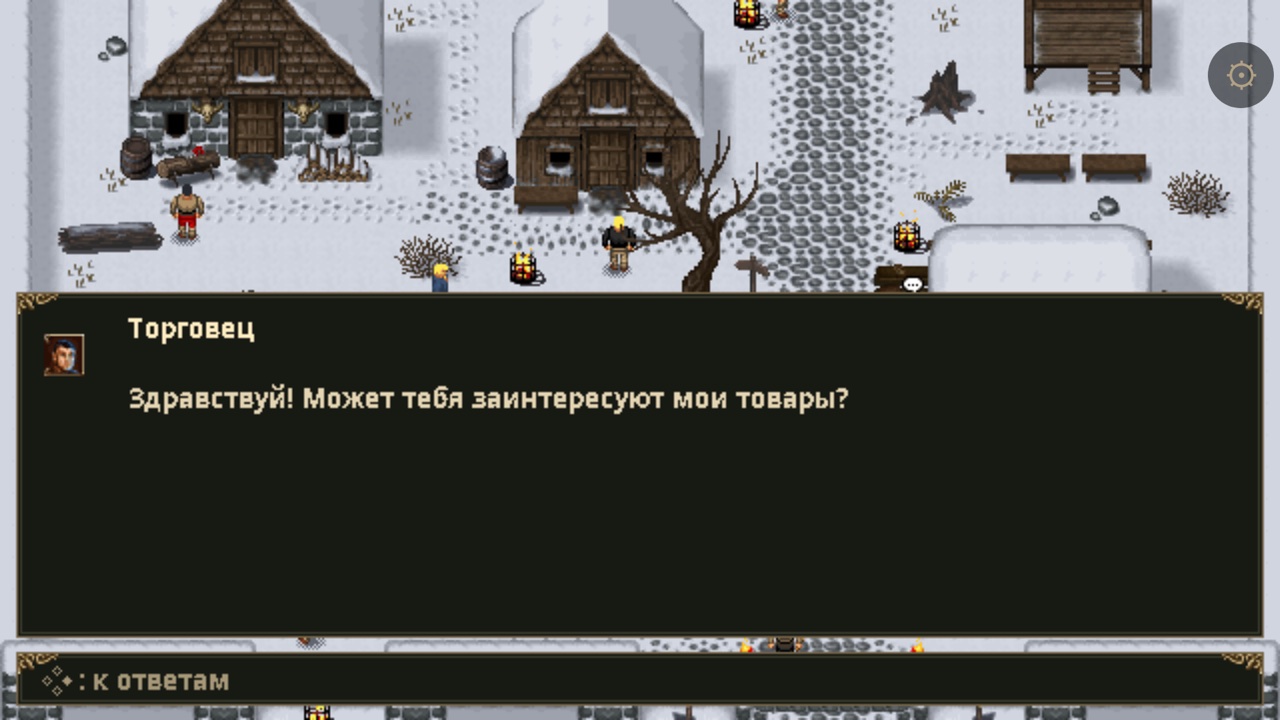 Торговец
Здравствуй! Может тебя заинтересуют мои товары?
: к ответам